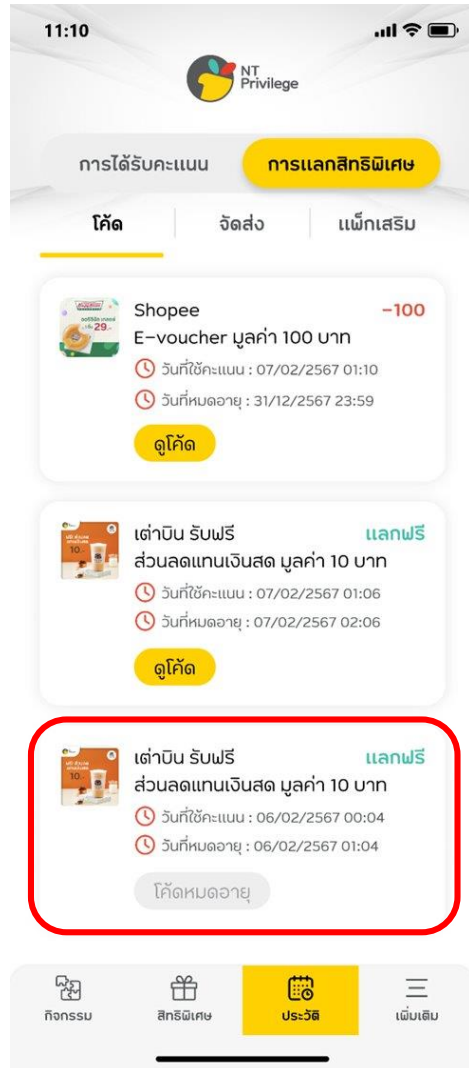 11:10
NT
Privilege
การได้รับคะแนน
การแลกสิทธิพิเศษ
โค้ด
จัดส่ง
แพ็กเสริม
Shopee
-100
E-voucher มูลค่า 100 บาท
วันที่ใช้คะแนน : 07/02/2567 01:10
วันที่หมดอายุ : 31/12/2567 23:59
ดูโค้ด
29.-
เต่าบิน รับฟรี
แลกฟรี
ส่วนลดแทนเงินสด มูลค่า 10 บาท
วันที่ใช้คะแนน : 07/02/2567 01:06
วันที่หมดอายุ : 07/02/2567 02:06
ดูโค้ด
10.-
เต่าบิน รับฟรี
แลกฟรี
ส่วนลดแทนเงินสด มูลค่า 10 บาท
วันที่ใช้คะแนน : 06/02/2567 00:04
วันที่หมดอายุ : 06/02/2567 01:04
โค้ดหมดอายุ
10.-
กิจกรรม
สิทธิพิเศษ
ประวัติ
เพิ่มเติม